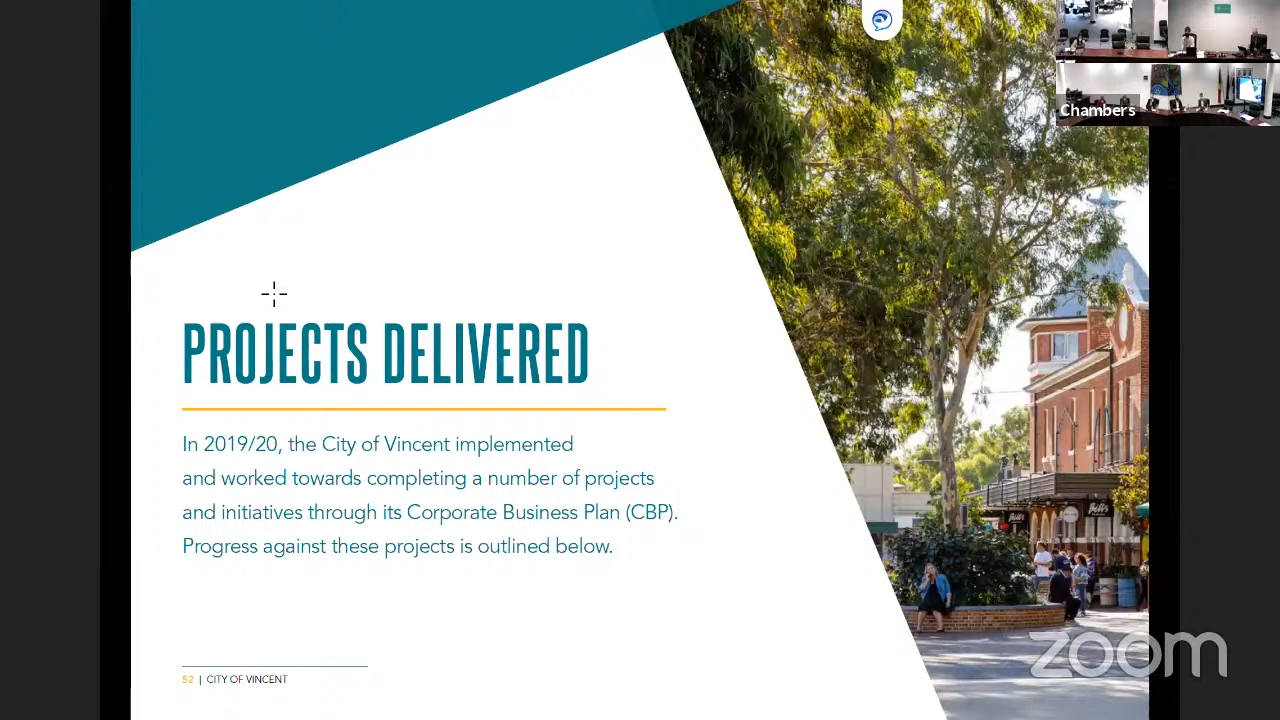 Chambers
PROJECTS DELIVERED
In 2019/20, the City of Vincent implemented
and worked towards completing a number of projects
and initiatives through its Corporate Business Plan (CBP).
Progress against these projects is outlined below.
52 | CITY OF VINCENT
zoom